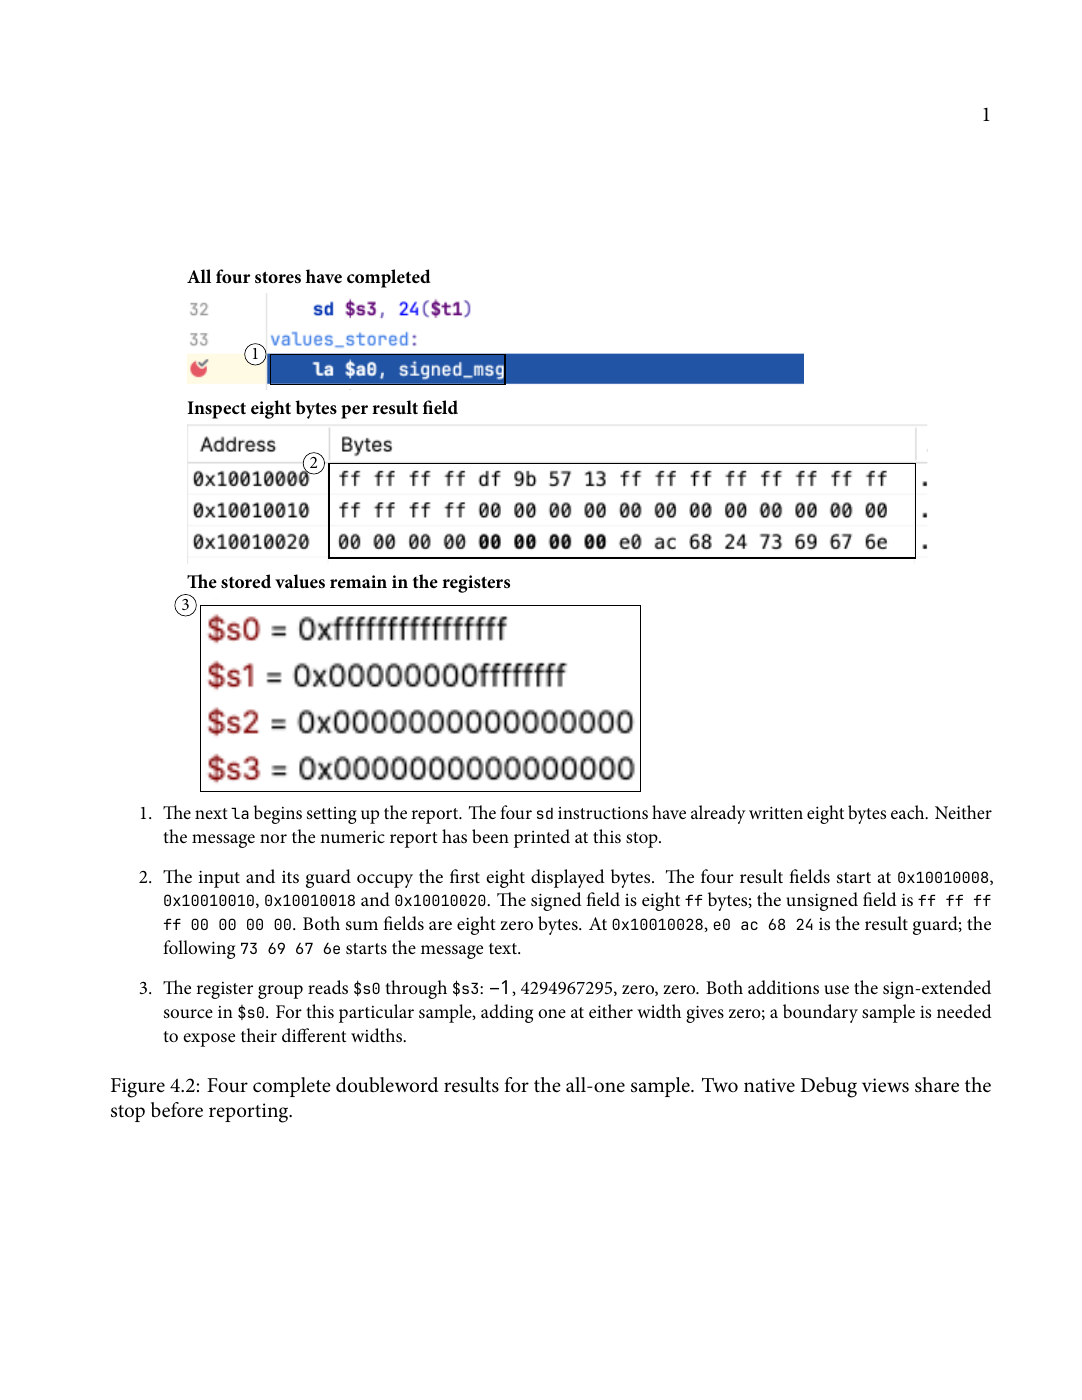 1
All four stores have completed
32 sd $s3, 24($t1)
33 values_stored:
1 la $a0, signed_msg
Inspect eight bytes per result field
Address Bytes
2
0x10010000 ff ff ff ff df 9b 57 13 ff ff ff ff ff ff ff ff .
0x10010010 ff ff ff ff 00 00 00 00 00 00 00 00 00 00 00 00 .
0x10010020 00 00 00 00 00 00 00 00 e0 ac 68 24 73 69 67 6e .
The stored values remain in the registers
3
$s0 = 0xffffffffffffffff
$s1 = 0x00000000ffffffff
$s2 = 0x0000000000000000
$s3 = 0x0000000000000000
1. The next la begins setting up the report. The four sd instructions have already written eight bytes each. Neither
the message nor the numeric report has been printed at this stop.
2. The input and its guard occupy the first eight displayed bytes. The four result fields start at 0x10010008,
0x10010010, 0x10010018 and 0x10010020. The signed field is eight ff bytes; the unsigned field is ff ff ff
ff 00 00 00 00. Both sum fields are eight zero bytes. At 0x10010028, e0 ac 68 24 is the result guard; the
following 73 69 67 6e starts the message text.
3. The register group reads $s0 through $s3: −1, 4294967295, zero, zero. Both additions use the sign-extended
source in $s0. For this particular sample, adding one at either width gives zero; a boundary sample is needed
to expose their different widths.
Figure 4.2: Four complete doubleword results for the all-one sample. Two native Debug views share the
stop before reporting.